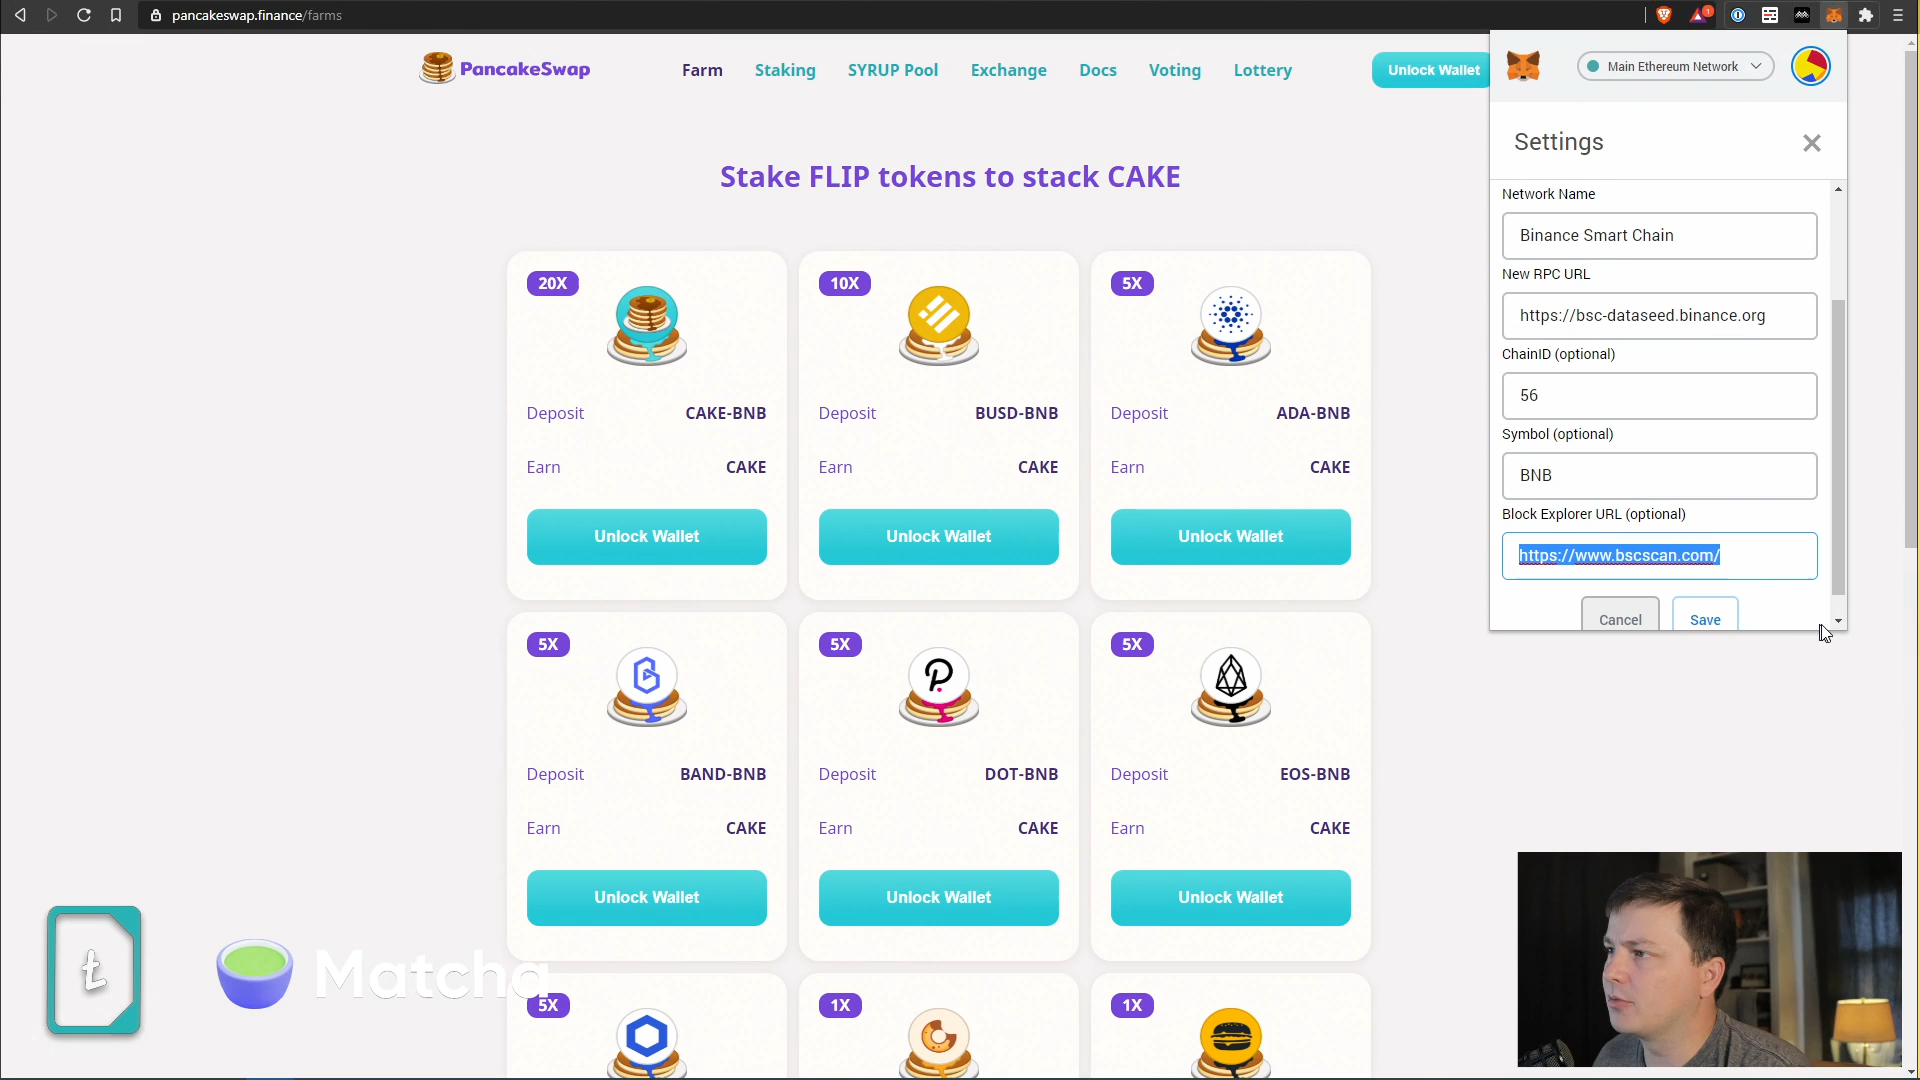 pancakeswap.finance/farms
1
PancakeSwap
Farm
Staking
SYRUP Pool
Exchange
Docs
Voting
Lottery
Unlock Wallet
Main Ethereum Network
Settings
Network Name
Binance Smart Chain
New RPC URL
https://bsc-dataseed.binance.org
ChainID (optional)
56
Symbol (optional)
BNB
Block Explorer URL (optional)
https://www.bscscan.com/
Cancel
Save
Stake FLIP tokens to stack CAKE
20X
Deposit CAKE-BNB
Earn CAKE
Unlock Wallet
10X
Deposit BUSD-BNB
Earn CAKE
Unlock Wallet
5X
Deposit ADA-BNB
Earn CAKE
Unlock Wallet
5X
Deposit BAND-BNB
Earn CAKE
Unlock Wallet
5X
Deposit DOT-BNB
Earn CAKE
Unlock Wallet
5X
Deposit EOS-BNB
Earn CAKE
Unlock Wallet
5X
1X
1X
Matcha